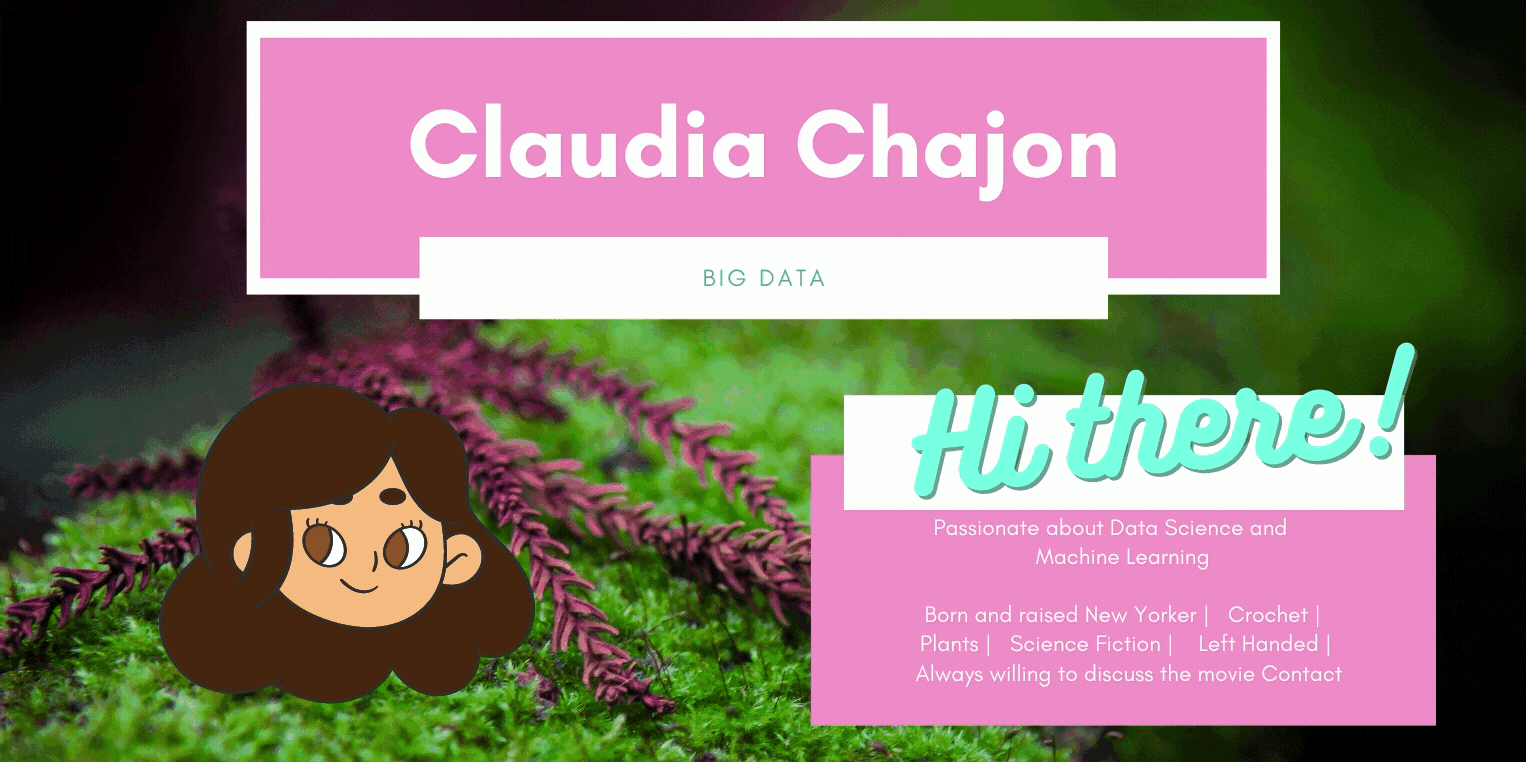 Claudia Chajon
BIG DATA
Hi there!
Passionate about Data Science and
Machine Learning
Born and raised New Yorker | Crochet |
Plants | Science Fiction | Left Handed |
Always willing to discuss the movie Contact